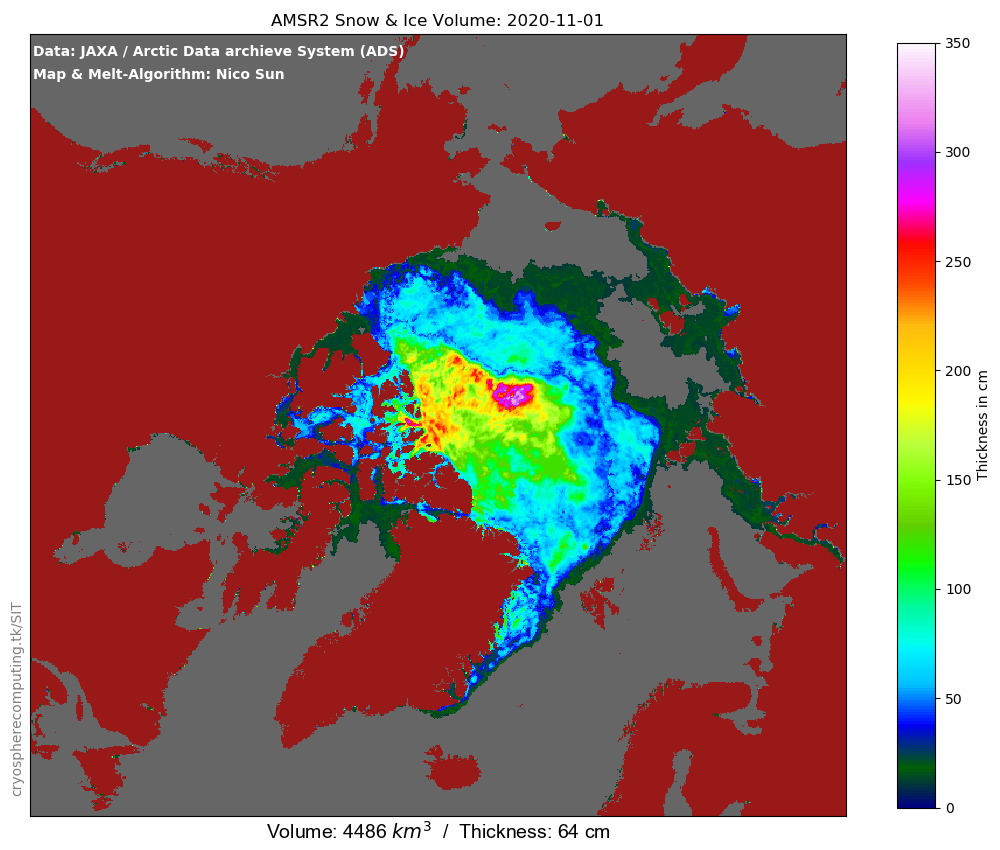 AMSR2 Snow & Ice Volume: 2020-11-01
Data: JAXA / Arctic Data archieve System (ADS)
Map & Melt-Algorithm: Nico Sun
350
300
250
200
150
100
50
0
Thickness in cm
cryospherecomputing.tk/SIT
Volume: 4486 km³ / Thickness: 64 cm